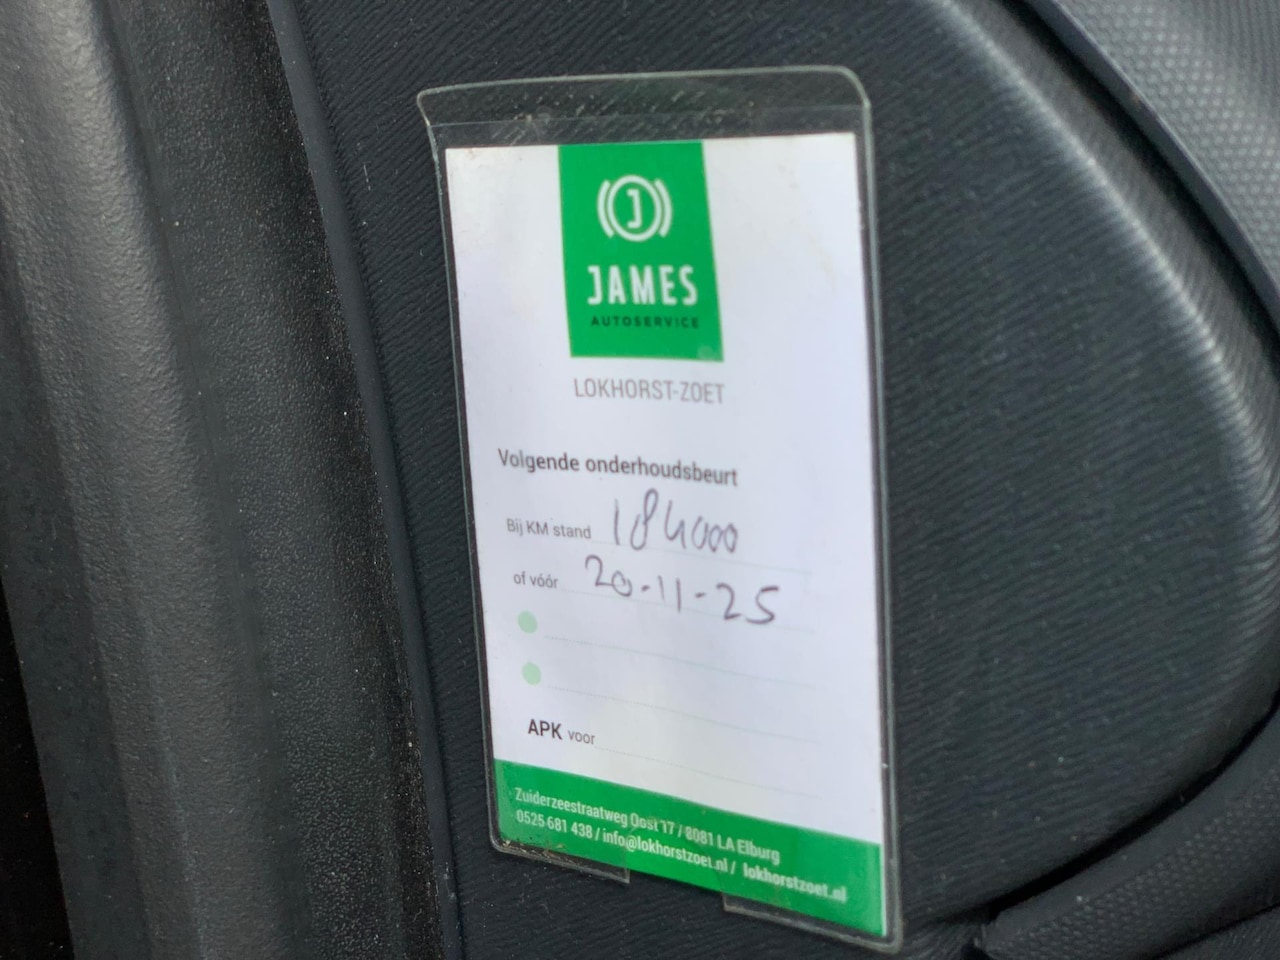 J
JAMES
AUTOSERVICE
LOKHORST-ZOET
Volgende onderhoudsbeurt
Bij KM stand 184000
of vóór 20-11-25
APK voor
Zuiderzeestraatweg Oost 17 / 8081 LA Elburg
0525 681 438 / info@lokhorstzoet.nl / lokhorstzoet.nl